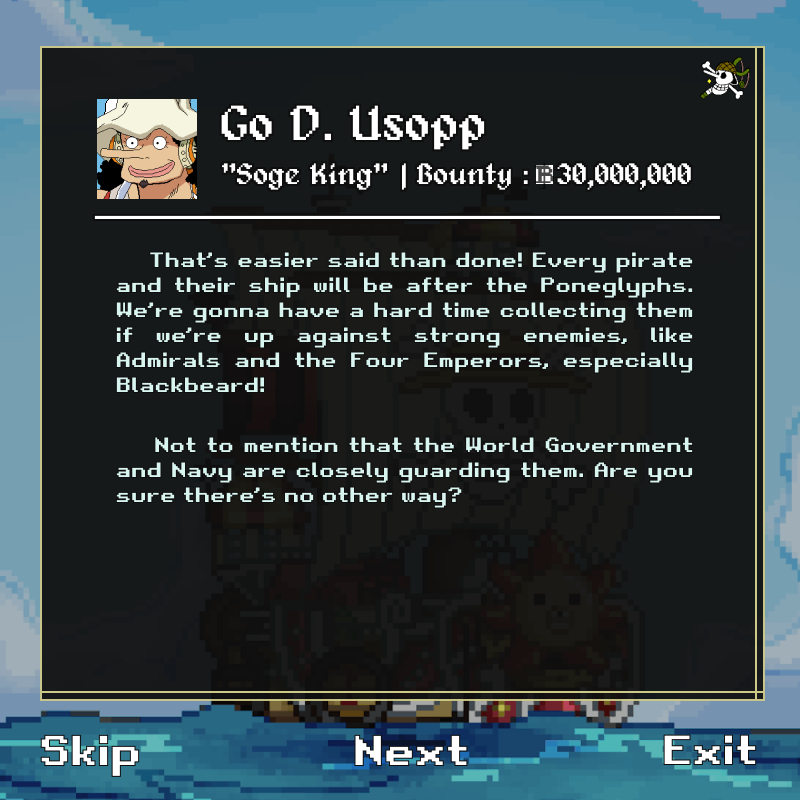 Go D. Usopp
"Soge King" | Bounty : ฿30,000,000
That's easier said than done! Every pirate
and their ship will be after the Poneglyphs.
We're gonna have a hard time collecting them
if we're up against strong enemies, like
Admirals and the Four Emperors, especially
Blackbeard!
Not to mention that the World Government
and Navy are closely guarding them. Are you
sure there's no other way?
Skip Next Exit